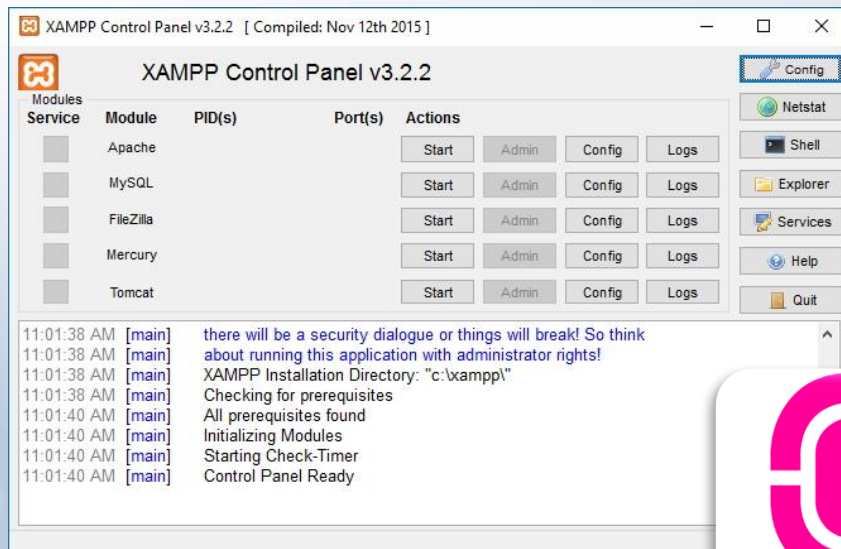 XAMPP Control Panel v3.2.2 [ Compiled: Nov 12th 2015 ]
XAMPP Control Panel v3.2.2
Config
Modules
Service Module PID(s) Port(s) Actions
Netstat
Apache Start Admin Config Logs
Shell
MySQL Start Admin Config Logs
Explorer
FileZilla Start Admin Config Logs
Services
Mercury Start Admin Config Logs
Help
Tomcat Start Admin Config Logs
Quit
11:01:38 AM [main] there will be a security dialogue or things will break! So think
11:01:38 AM [main] about running this application with administrator rights!
11:01:38 AM [main] XAMPP Installation Directory: "c:\xampp\"
11:01:38 AM [main] Checking for prerequisites
11:01:40 AM [main] All prerequisites found
11:01:40 AM [main] Initializing Modules
11:01:40 AM [main] Starting Check-Timer
11:01:40 AM [main] Control Panel Ready